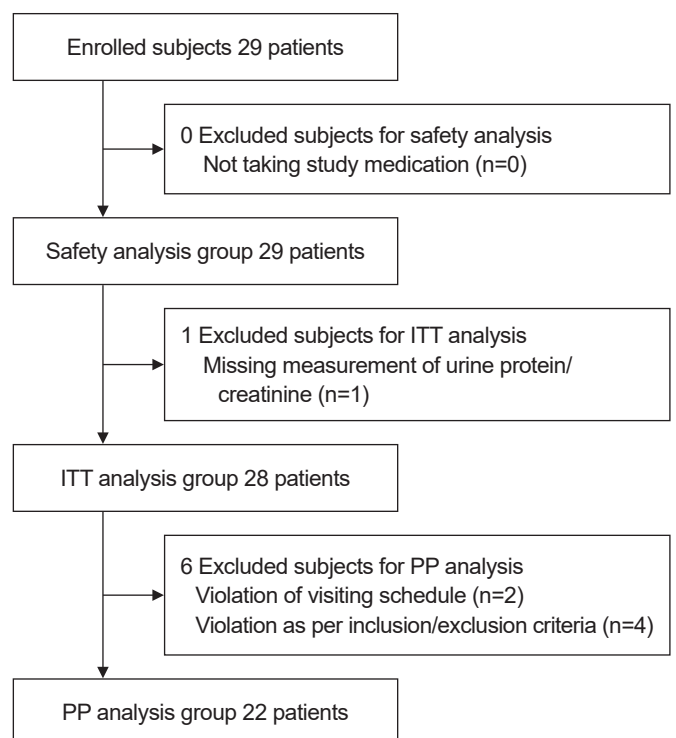 Enrolled subjects 29 patients
0 Excluded subjects for safety analysis
Not taking study medication (n=0)
Safety analysis group 29 patients
1 Excluded subjects for ITT analysis
Missing measurement of urine protein/
creatinine (n=1)
ITT analysis group 28 patients
6 Excluded subjects for PP analysis
Violation of visiting schedule (n=2)
Violation as per inclusion/exclusion criteria (n=4)
PP analysis group 22 patients